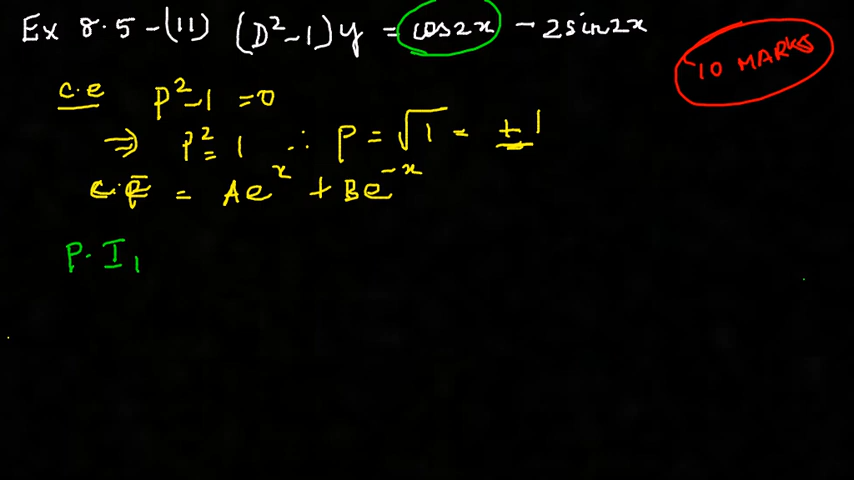 Ex 8.5-(11) (D²-1)y = cos2x - 2sin2x
10 MARKS
c.e p²-1 =0
⇒ p² = 1 ∴ p = √1 = ±1
C.F = Ae^x + Be^-x
P.I₁